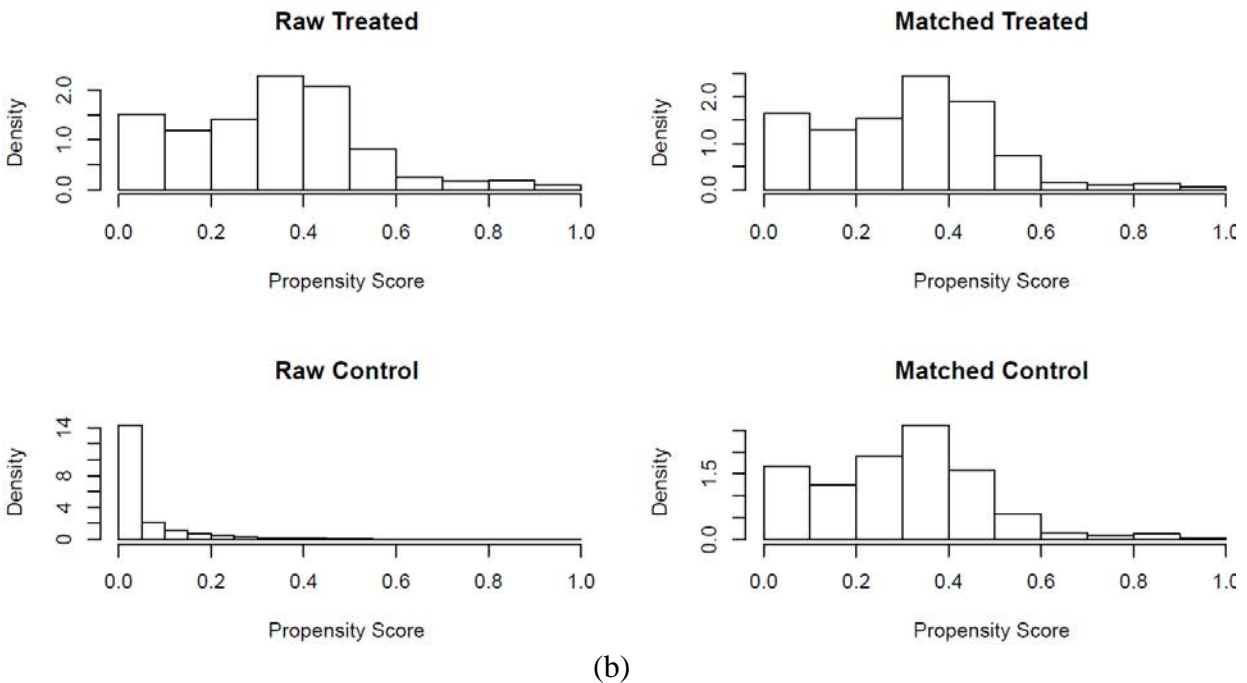 Raw Treated
Density
0.0 1.0 2.0
0.0 0.2 0.4 0.6 0.8 1.0
Propensity Score
Matched Treated
Density
0.0 1.0 2.0
0.0 0.2 0.4 0.6 0.8 1.0
Propensity Score
Raw Control
Density
0 4 8 14
0.0 0.2 0.4 0.6 0.8 1.0
Propensity Score
Matched Control
Density
0.0 1.5
0.0 0.2 0.4 0.6 0.8 1.0
Propensity Score
(b)